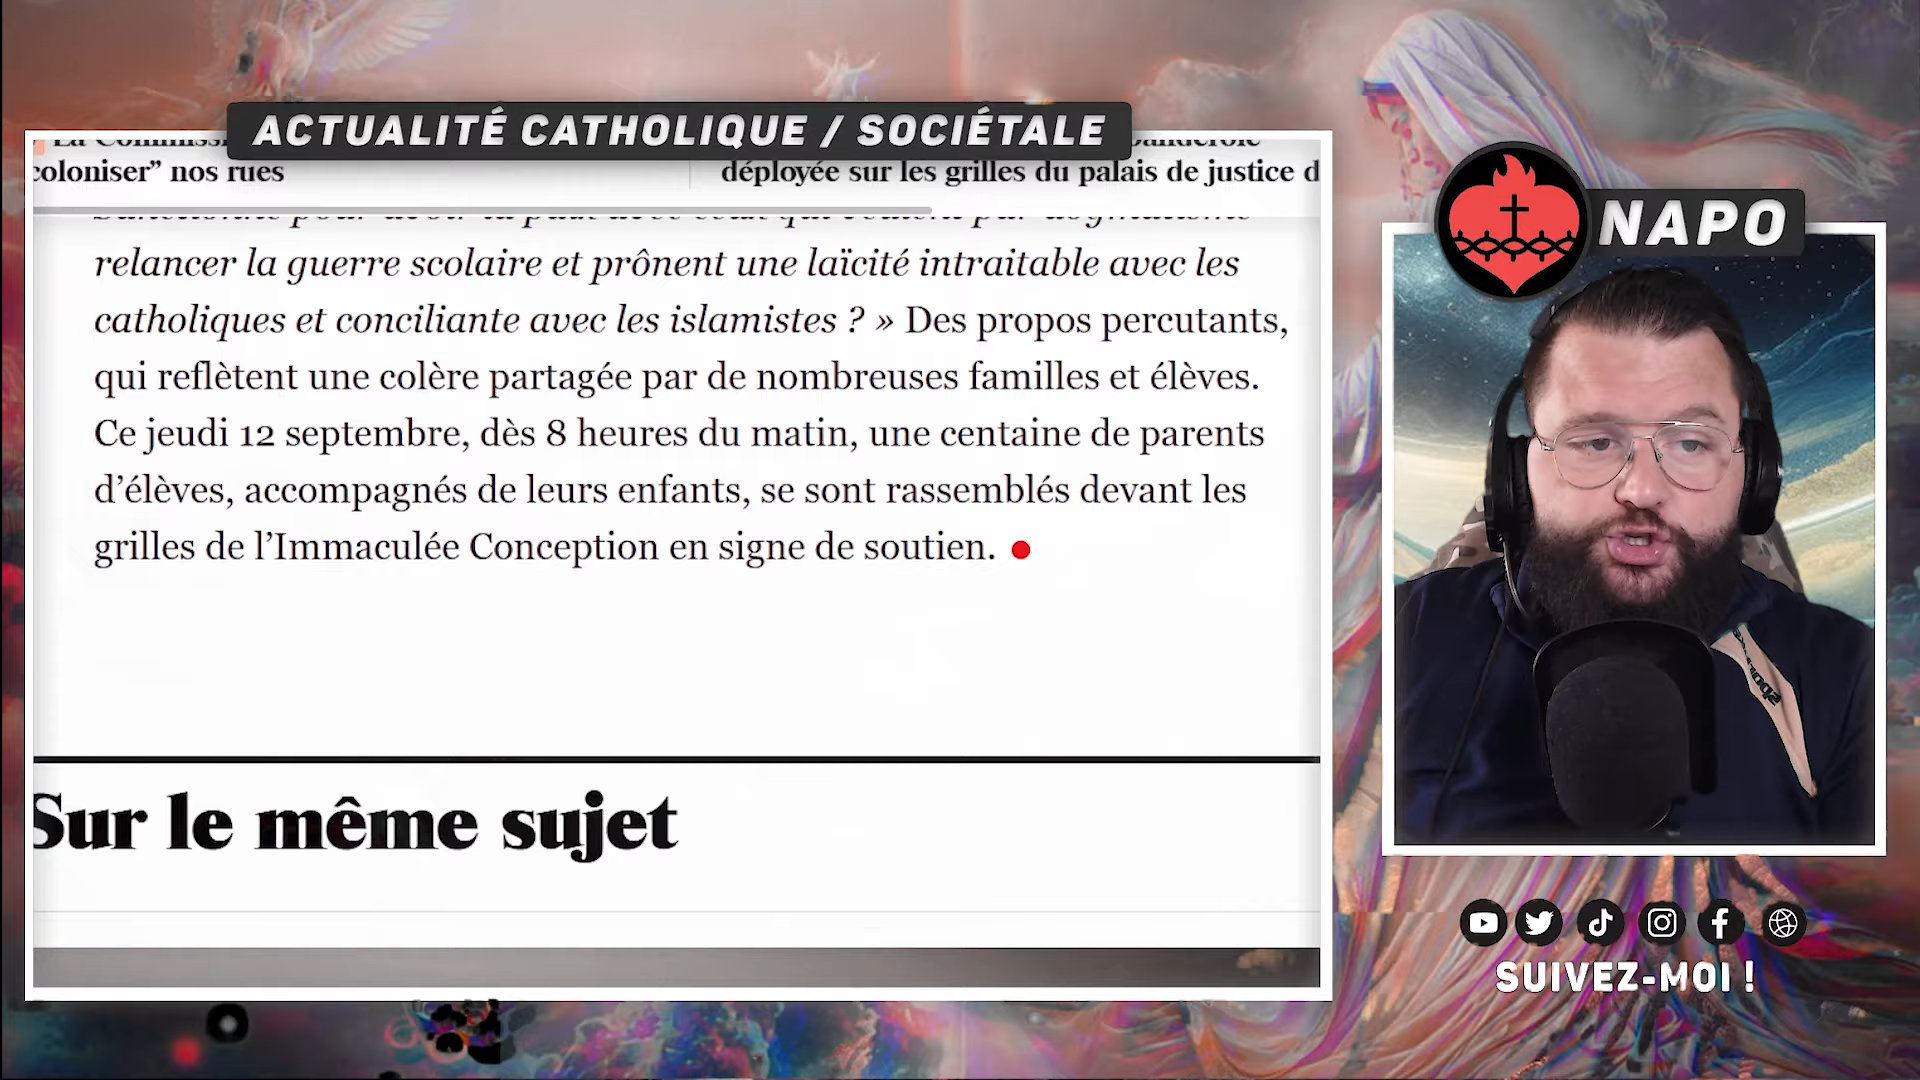 ACTUALITÉ CATHOLIQUE / SOCIÉTALE
coloniser” nos rues
déployée sur les grilles du palais de justice d
relancer la guerre scolaire et prônent une laïcité intraitable avec les
catholiques et conciliante avec les islamistes ? » Des propos percutants,
qui reflètent une colère partagée par de nombreuses familles et élèves.
Ce jeudi 12 septembre, dès 8 heures du matin, une centaine de parents
d’élèves, accompagnés de leurs enfants, se sont rassemblés devant les
grilles de l’Immaculée Conception en signe de soutien.
Sur le même sujet
NAPO
SUIVEZ-MOI !